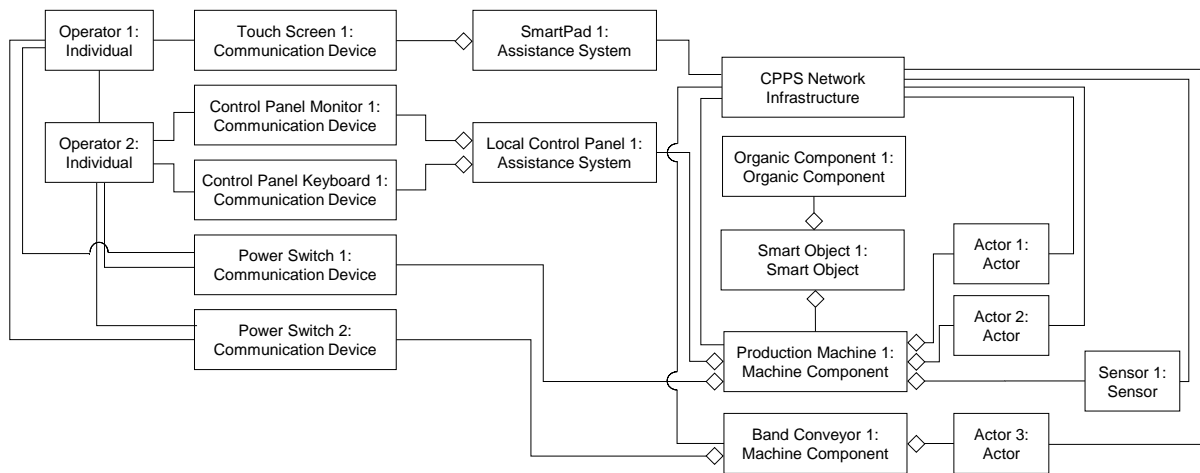 Operator 1:
Individual
Touch Screen 1:
Communication Device
SmartPad 1:
Assistance System
CPPS Network
Infrastructure
Operator 2:
Individual
Control Panel Monitor 1:
Communication Device
Local Control Panel 1:
Assistance System
Organic Component 1:
Organic Component
Control Panel Keyboard 1:
Communication Device
Power Switch 1:
Communication Device
Smart Object 1:
Smart Object
Actor 1:
Actor
Power Switch 2:
Communication Device
Actor 2:
Actor
Production Machine 1:
Machine Component
Sensor 1:
Sensor
Band Conveyor 1:
Machine Component
Actor 3:
Actor